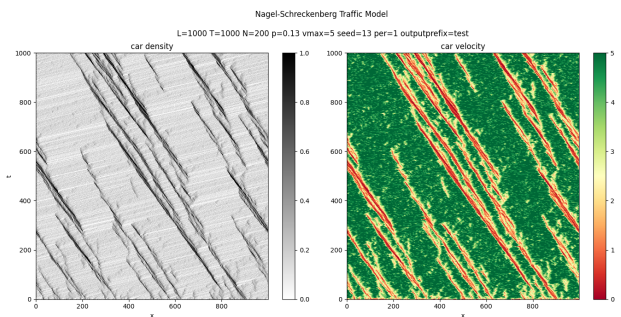 Nagel-Schreckenberg Traffic Model
L=1000 T=1000 N=200 p=0.13 vmax=5 seed=13 per=1 outputprefix=test
car density
car velocity
1000
800
600
400
200
0
t
0 200 400 600 800
x
1.0
0.8
0.6
0.4
0.2
0.0
1000
800
600
400
200
0
0 200 400 600 800
x
5
4
3
2
1
0